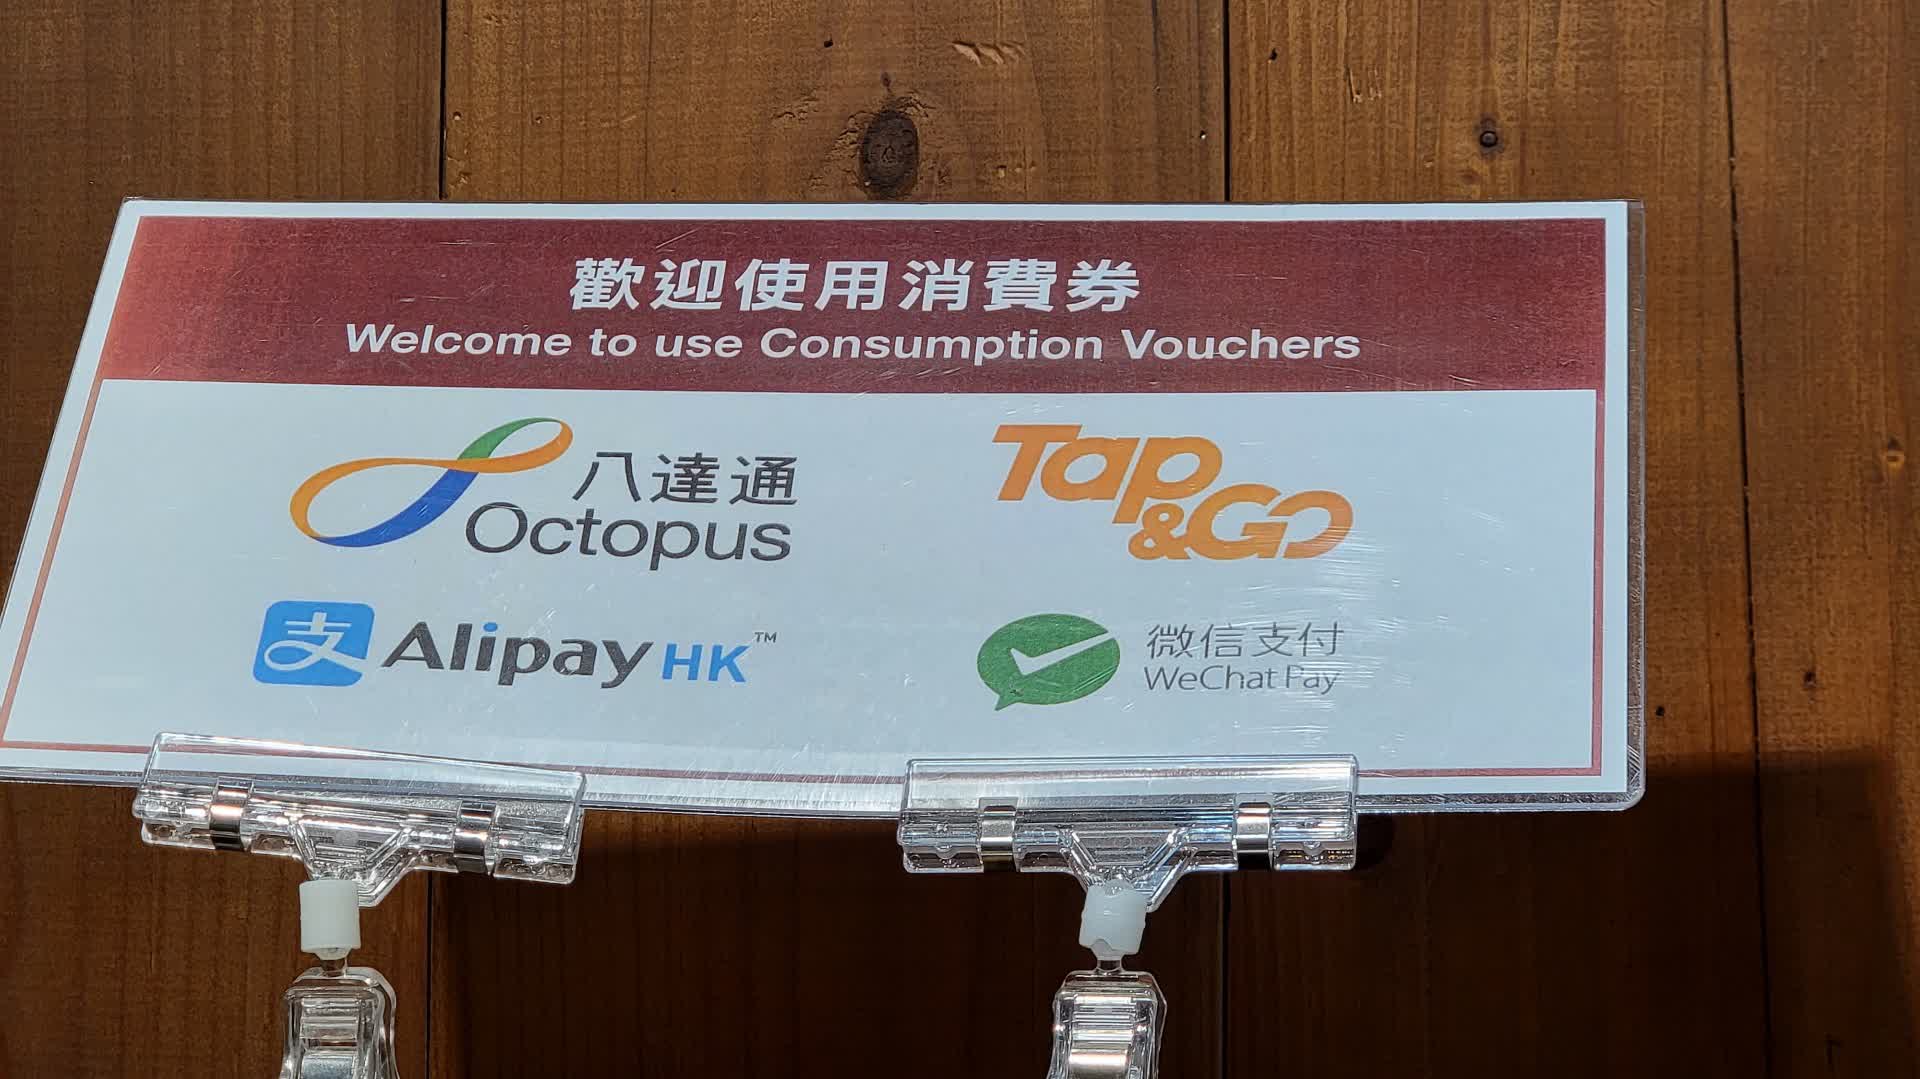 歡迎使用消費券
Welcome to use Consumption Vouchers
八達通
Octopus
Tap
&Go
支 Alipay HK™
微信支付
WeChat Pay